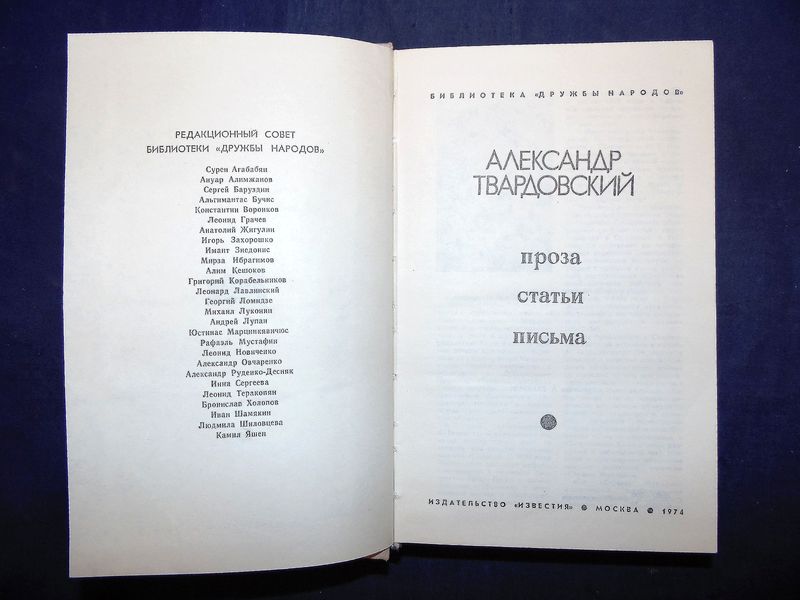 РЕДАКЦИОННЫЙ СОВЕТ
БИБЛИОТЕКИ «ДРУЖБЫ НАРОДОВ»
Сурен Агабабян
Ануар Алимжанов
Сергей Баруздин
Альгимантас Бучис
Константин Воронков
Леонид Грачев
Анатолий Жигулин
Игорь Захорошко
Имант Зиедонис
Мирза Ибрагимов
Алим Кешоков
Григорий Корабельников
Леонард Лавлинский
Георгий Ломидзе
Михаил Луконин
Андрей Лупан
Юстинас Марцинкявичюс
Рафаэль Мустафин
Леонид Новиченко
Александр Овчаренко
Александр Руденко-Десняк
Инна Сергеева
Леонид Теракопян
Бронислав Холопов
Иван Шамякин
Людмила Шиловцева
Камил Яшен
БИБЛИОТЕКА «ДРУЖБЫ НАРОДОВ»
АЛЕКСАНДР
ТВАРДОВСКИЙ
проза
статьи
письма
ИЗДАТЕЛЬСТВО «ИЗВЕСТИЯ» МОСКВА 1974